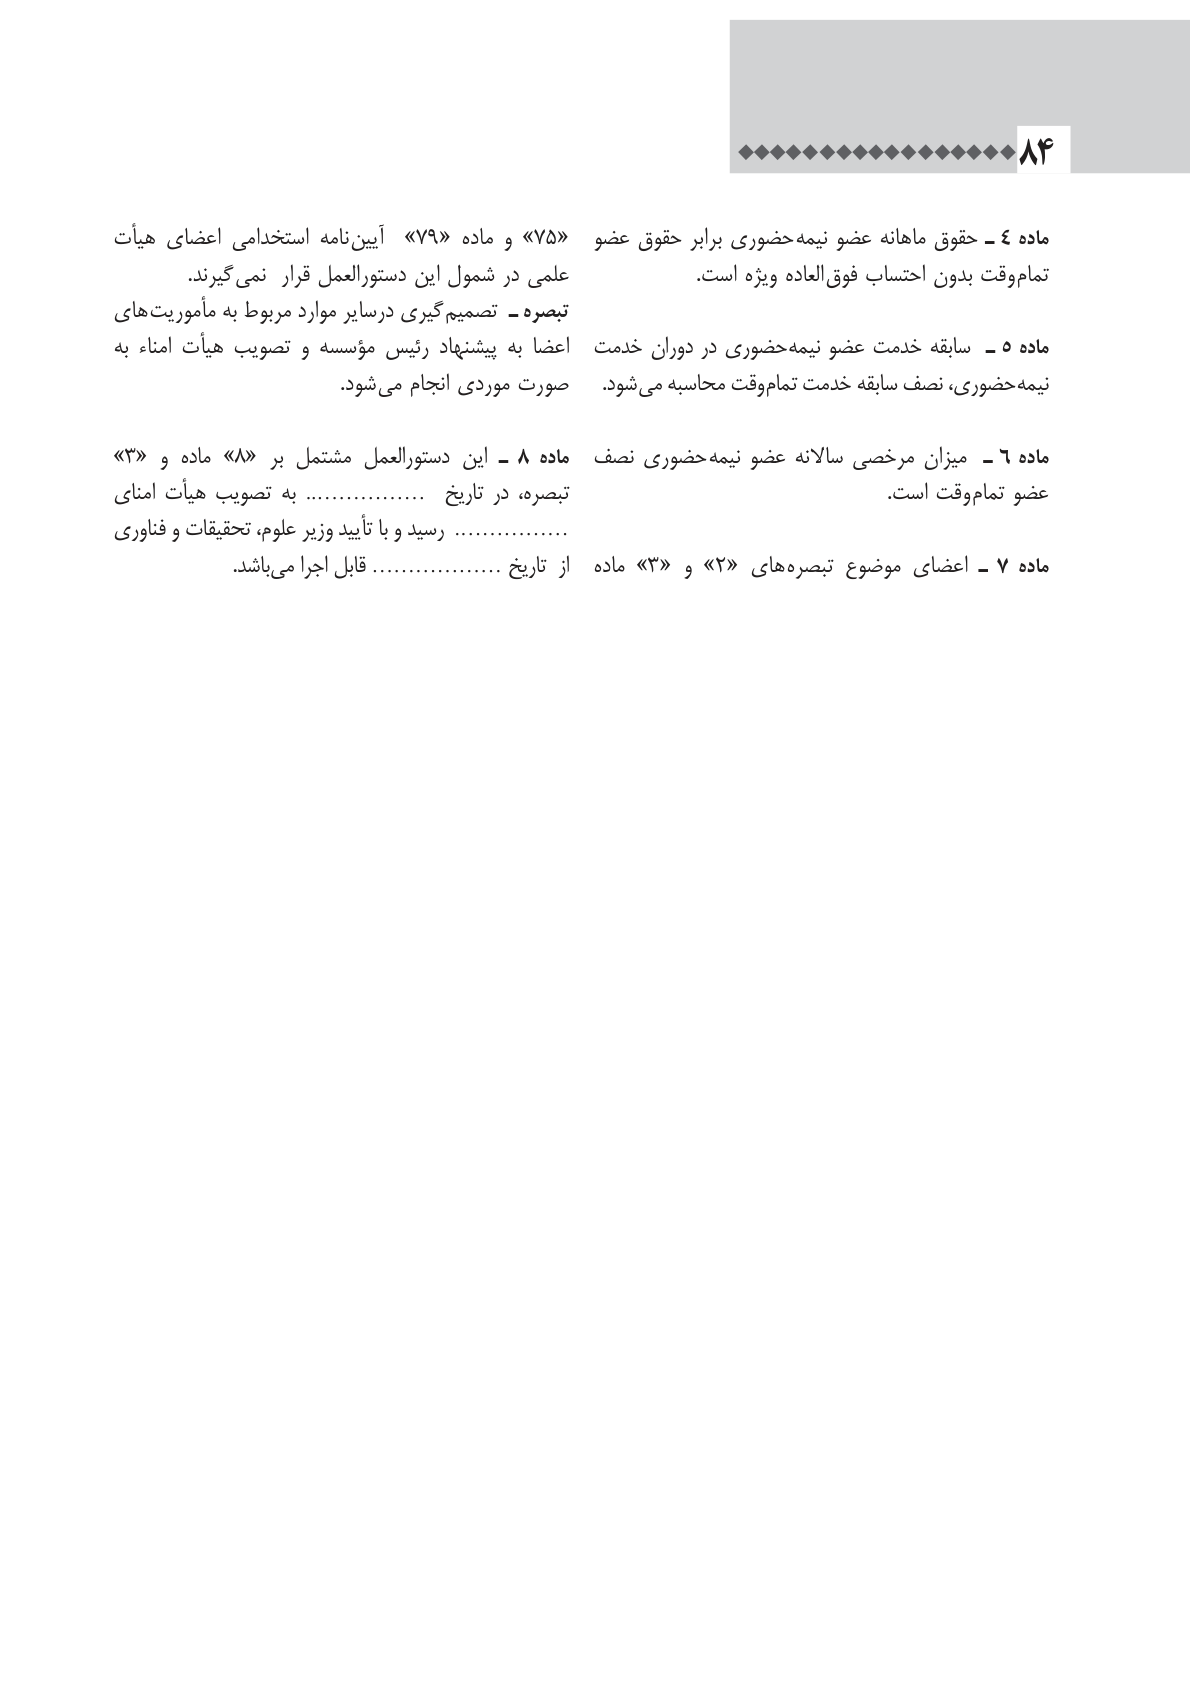 ۸۴
ماده ٤ ـ حقوق ماهانه عضو نیمه‌حضوری برابر حقوق عضو
تمام‌وقت بدون احتساب فوق‌العاده ویژه است.
ماده ٥ ـ سابقه خدمت عضو نیمه‌حضوری در دوران خدمت
نیمه‌حضوری، نصف سابقه خدمت تمام‌وقت محاسبه می‌شود.
ماده ٦ ـ میزان مرخصی سالانه عضو نیمه‌حضوری نصف
عضو تمام‌وقت است.
ماده ۷ ـ اعضای موضوع تبصره‌های «۲» و «۳» ماده
«۷۵» و ماده «۷۹» آیین‌نامه استخدامی اعضای هیأت
علمی در شمول این دستورالعمل قرار نمی‌گیرند.
تبصره ـ تصمیم‌گیری درسایر موارد مربوط به مأموریت‌های
اعضا به پیشنهاد رئیس مؤسسه و تصویب هیأت امناء به
صورت موردی انجام می‌شود.
ماده ۸ ـ این دستورالعمل مشتمل بر «۸» ماده و «۳»
تبصره، در تاریخ ................ به تصویب هیأت امنای
................ رسید و با تأیید وزیر علوم، تحقیقات و فناوری
از تاریخ .................. قابل اجرا می‌باشد.